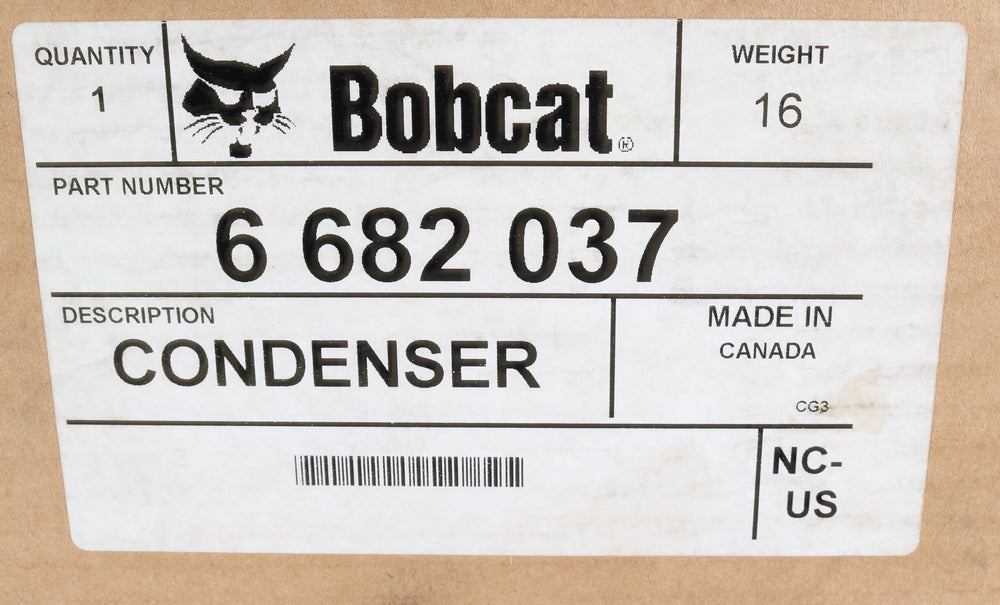 QUANTITY
1
Bobcat®
WEIGHT
16
PART NUMBER
6 682 037
DESCRIPTION
CONDENSER
MADE IN
CANADA
CG3
NC-
US